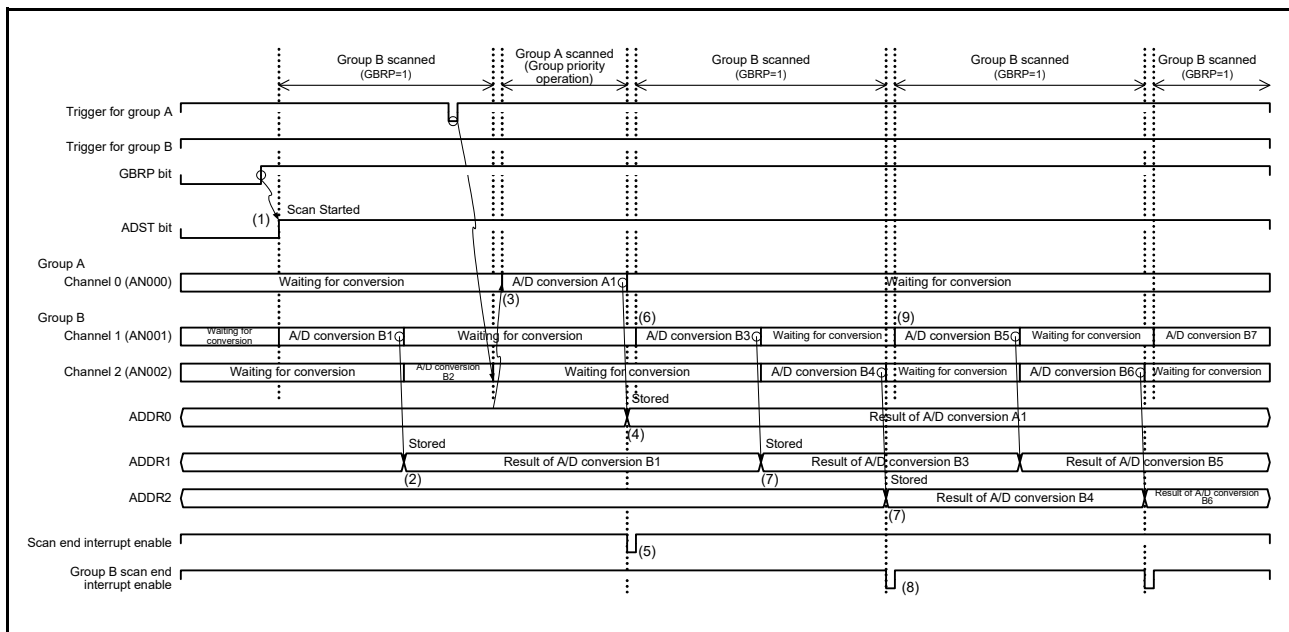 Group B scanned
(GBRP=1)
Group A scanned
(Group priority
operation)
Group B scanned
(GBRP=1)
Group B scanned
(GBRP=1)
Group B scanned
(GBRP=1)
Trigger for group A
Trigger for group B
GBRP bit
(1)
Scan Started
ADST bit
Group A
Channel 0 (AN000)
Waiting for conversion
A/D conversion A1
Waiting for conversion
(3)
Group B
(6)
(9)
Channel 1 (AN001)
Waiting for
conversion
A/D conversion B1
Waiting for conversion
A/D conversion B3
Waiting for conversion
A/D conversion B5
Waiting for conversion
A/D conversion B7
Channel 2 (AN002)
Waiting for conversion
A/D conversion
B2
Waiting for conversion
A/D conversion B4
Waiting for conversion
A/D conversion B6
Waiting for conversion
Stored
ADDR0
Result of A/D conversion A1
(4)
Stored
Stored
ADDR1
Result of A/D conversion B1
Result of A/D conversion B3
Result of A/D conversion B5
(2)
(7)
Stored
ADDR2
Result of A/D conversion B4
Result of A/D conversion
B6
(7)
Scan end interrupt enable
(5)
Group B scan end
interrupt enable
(8)